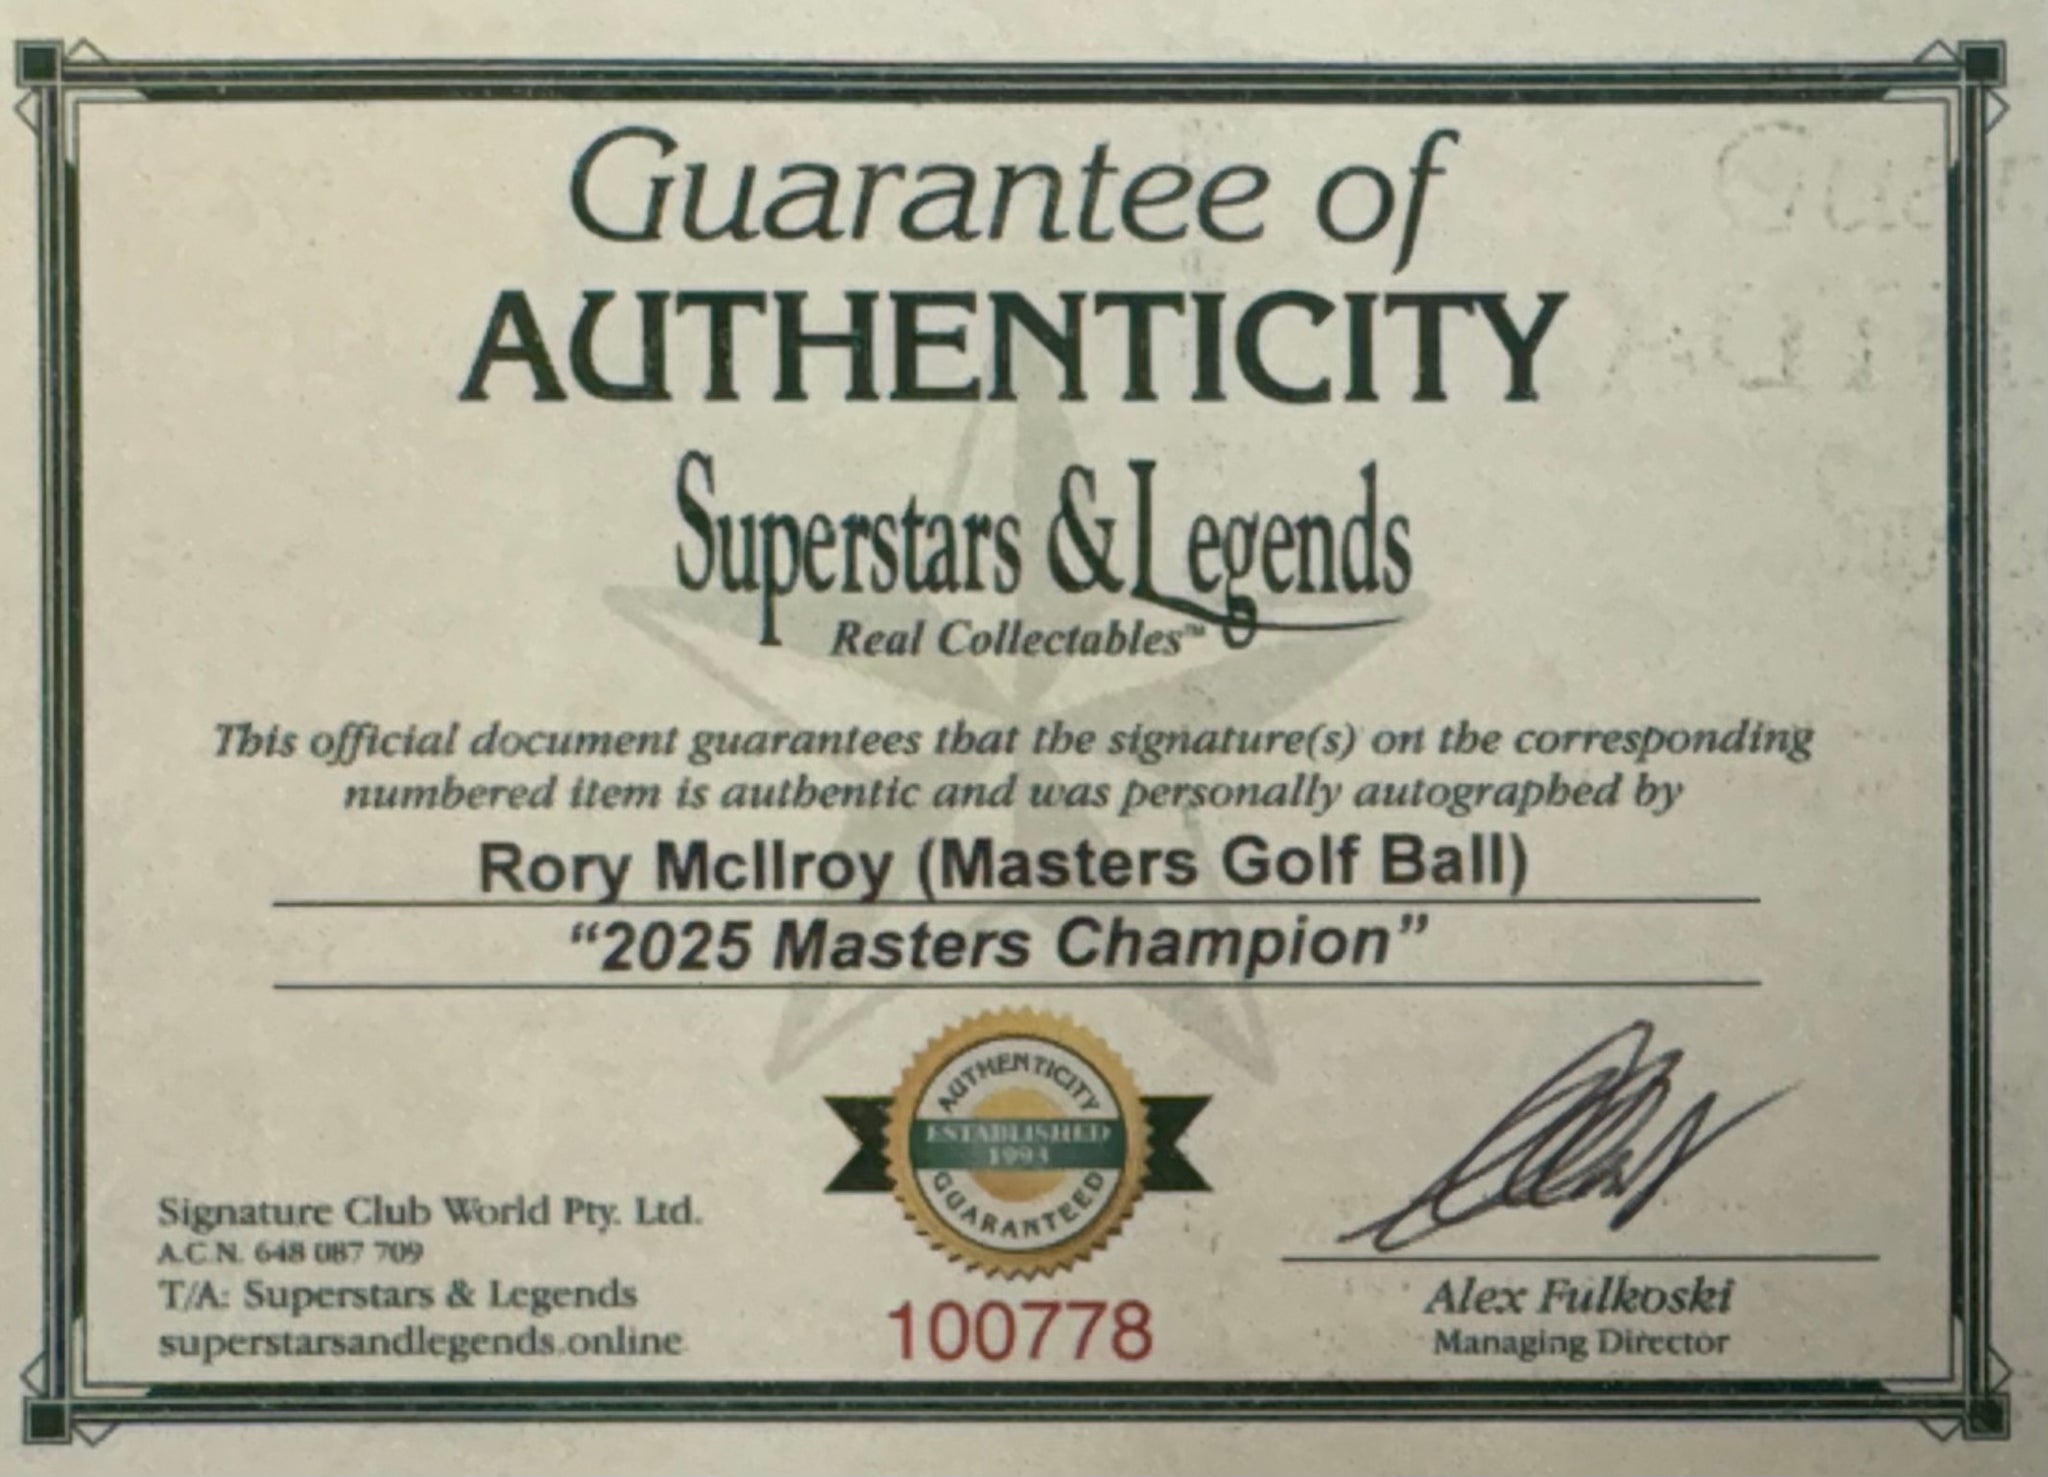 Guarantee of
AUTHENTICITY
Superstars & Legends
Real Collectables™
This official document guarantees that the signature(s) on the corresponding
numbered item is authentic and was personally autographed by
Rory McIlroy (Masters Golf Ball)
"2025 Masters Champion"
AUTHENTICITY
ESTABLISHED
1993
GUARANTEED
100778
Signature Club World Pty. Ltd.
A.C.N. 648 087 709
T/A: Superstars & Legends
superstarsandlegends.online
Alex Fulkoski
Managing Director